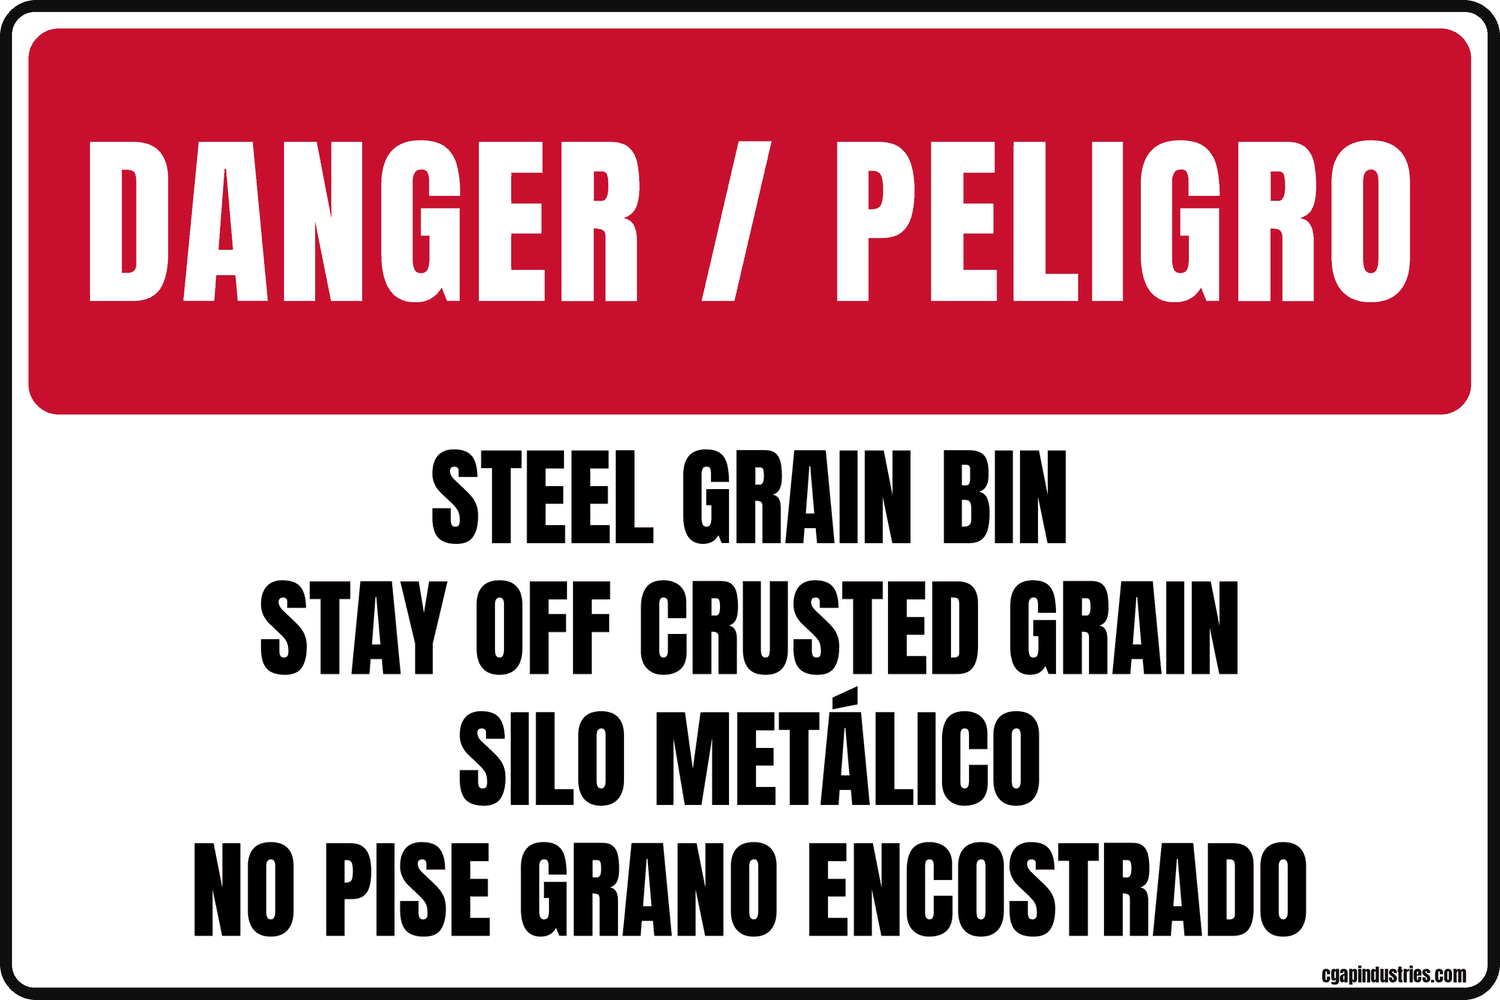 DANGER / PELIGRO
STEEL GRAIN BIN
STAY OFF CRUSTED GRAIN
SILO METÁLICO
NO PISE GRANO ENCOSTRADO
cgapindustries.com